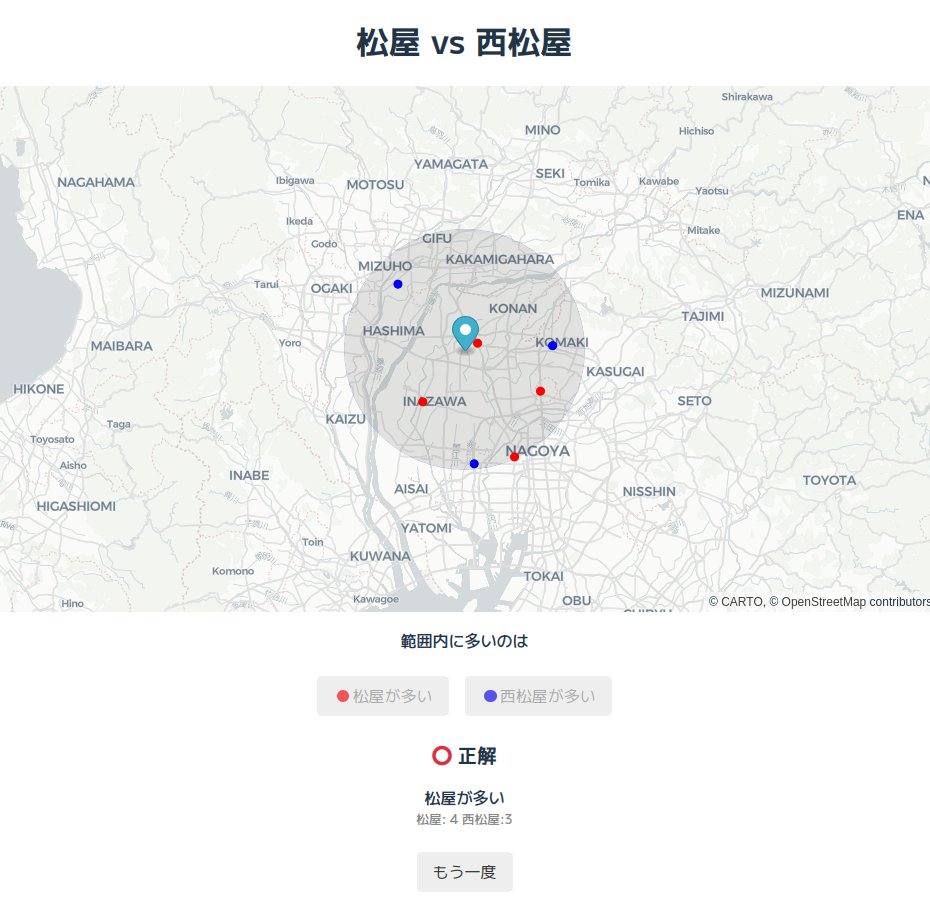 松屋 vs 西松屋
Shirakawa
MINO
Hichiso
YAMAGATA
SEKI
NAGAHAMA
Ibigawa
MOTOSU
Tomika
Kawabe
Yaotsu
ENA
Ikeda
Mitake
Godo
GIFU
KAKAMIGAHARA
MIZUHO
Tarui
OGAKI
MIZUNAMI
KONAN
TAJIMI
HASHIMA
MAIBARA
Yoro
KOMAKI
KASUGAI
HIKONE
INAZAWA
SETO
KAIZU
Taga
Toyosato
NAGOYA
Aisho
INABE
TOYOTA
AISAI
NISSHIN
HIGASHIOMI
YATOMI
Toin
KUWANA
Komono
TOKAI
Kawagoe
OBU
Hino
© CARTO, © OpenStreetMap contributors
範囲内に多いのは
松屋が多い 西松屋が多い
正解
松屋が多い
松屋: 4 西松屋:3
もう一度